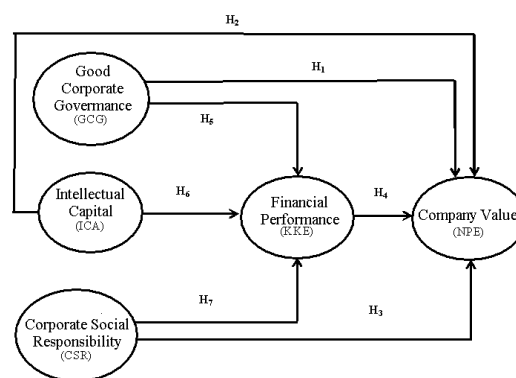 H2
Good
Corporate
Governance
(GCG)
H1
H5
Intellectual
Capital
(ICA)
H6
Financial
Performance
(KKE)
H4
Company Value
(NPE)
H7
H3
Corporate Social
Responsibility
(CSR)